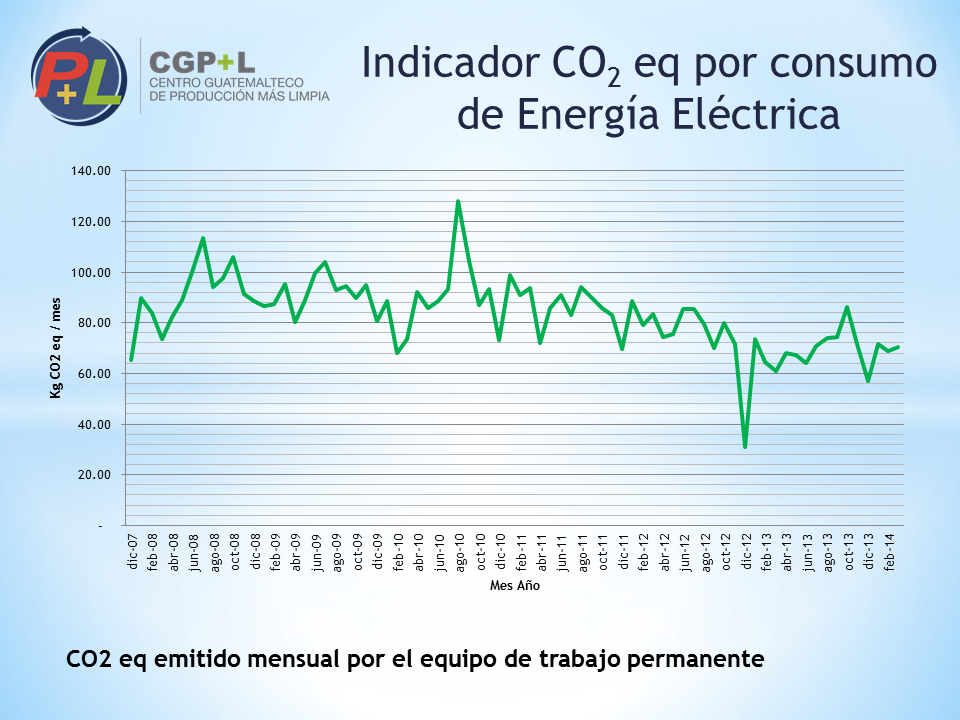 P+L
CGP+L
CENTRO GUATEMALTECO
DE PRODUCCIÓN MÁS LIMPIA
Indicador CO2 eq por consumo
de Energía Eléctrica
140.00
120.00
100.00
80.00
60.00
40.00
20.00
-
Kg CO2 eq / mes
dic-07
feb-08
abr-08
jun-08
ago-08
oct-08
dic-08
feb-09
abr-09
jun-09
ago-09
oct-09
dic-09
feb-10
abr-10
jun-10
ago-10
oct-10
dic-10
feb-11
abr-11
jun-11
ago-11
oct-11
dic-11
feb-12
abr-12
jun-12
ago-12
oct-12
dic-12
feb-13
abr-13
jun-13
ago-13
oct-13
dic-13
feb-14
Mes Año
CO2 eq emitido mensual por el equipo de trabajo permanente